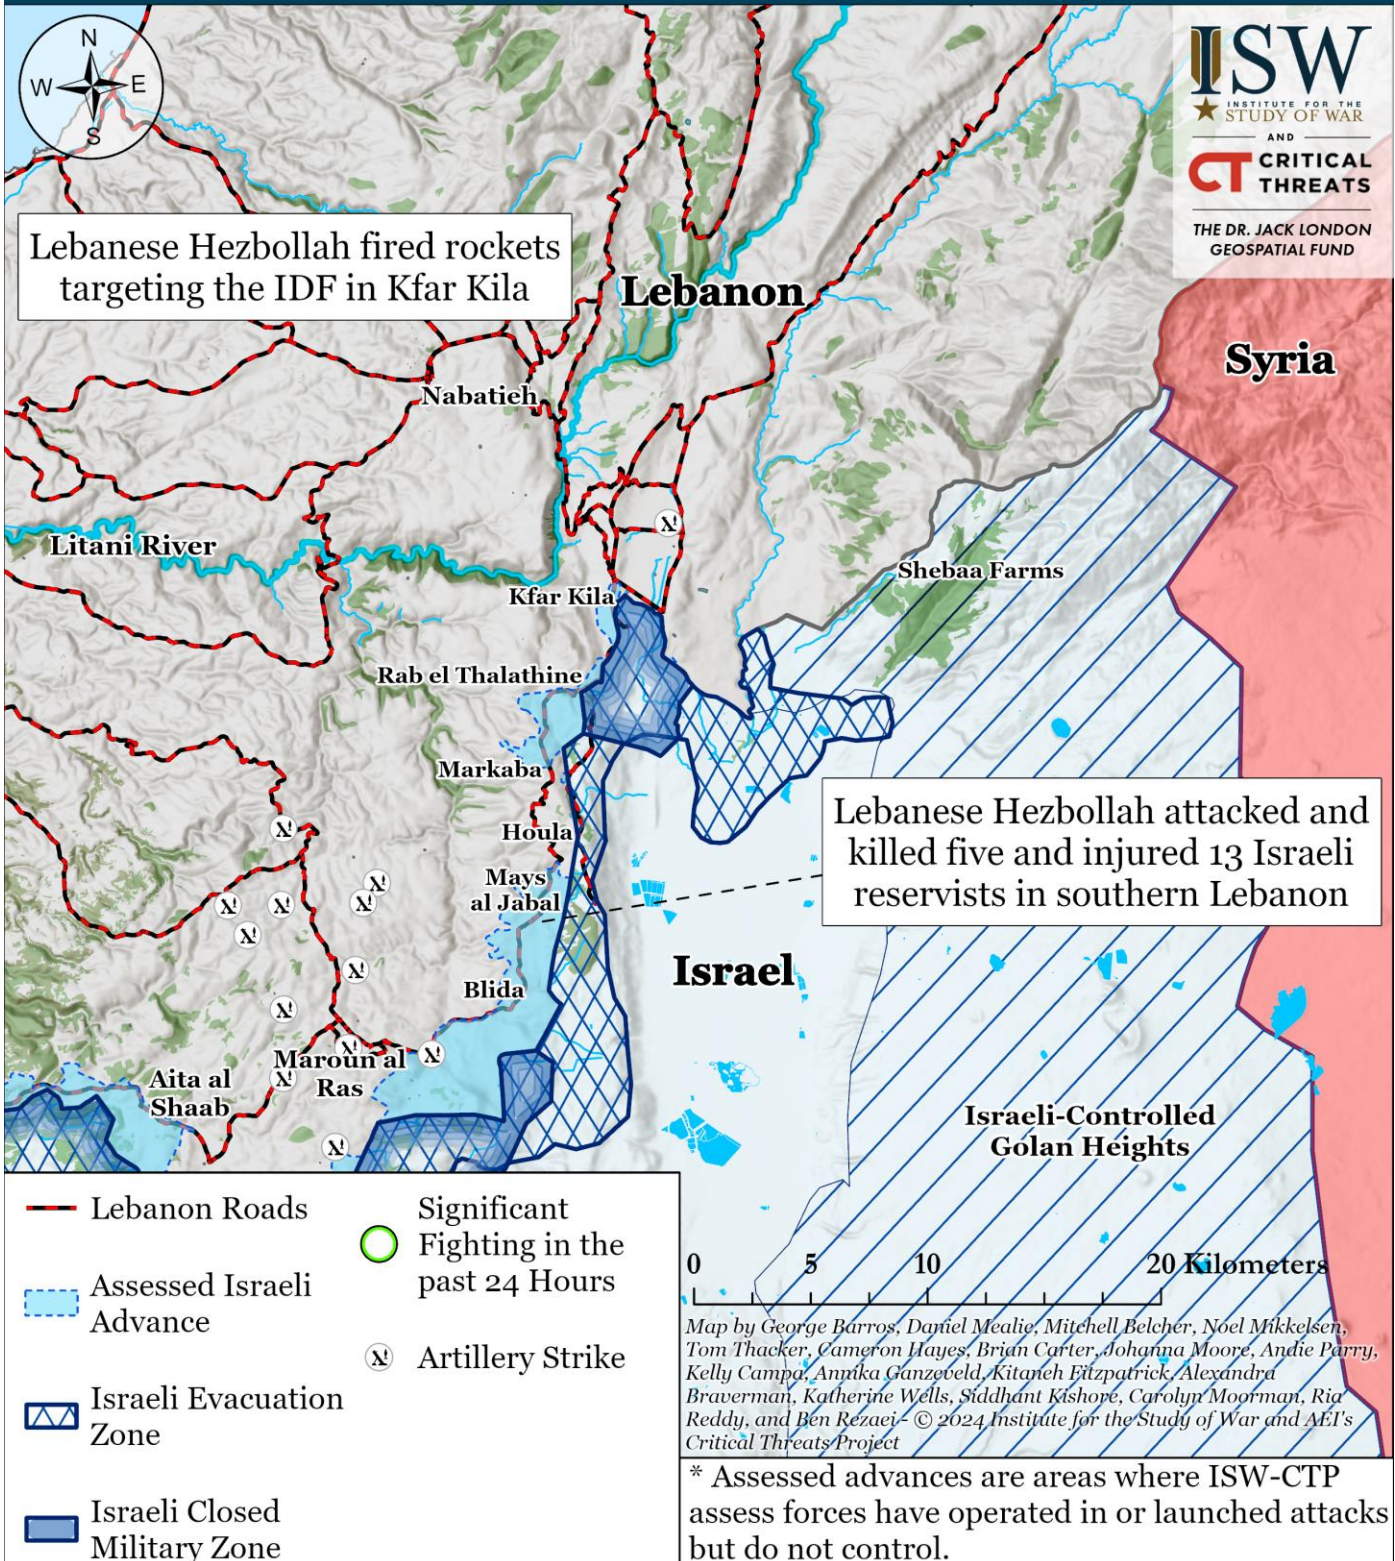 N
W
E
S
ISW
INSTITUTE FOR THE
STUDY OF WAR
AND
CT CRITICAL
THREATS
THE DR. JACK LONDON
GEOSPATIAL FUND
Lebanese Hezbollah fired rockets
targeting the IDF in Kfar Kila
Lebanon
Syria
Nabatieh
Litani River
Shebaa Farms
Kfar Kila
Rab el Thalathine
Markaba
Houla
Mays
al Jabal
Lebanese Hezbollah attacked and
killed five and injured 13 Israeli
reservists in southern Lebanon
Israel
Blida
Maroun al
Ras
Aita al
Shaab
Israeli-Controlled
Golan Heights
Lebanon Roads
Assessed Israeli
Advance
Israeli Evacuation
Zone
Israeli Closed
Military Zone
Significant
Fighting in the
past 24 Hours
Artillery Strike
0 5 10 20 Kilometers
Map by George Barros, Daniel Mealie, Mitchell Belcher, Noel Mikkelsen,
Tom Thacker, Cameron Hayes, Brian Carter, Johanna Moore, Andie Parry,
Kelly Campa, Annika Ganzeveld, Kitaneh Fitzpatrick, Alexandra
Braverman, Katherine Wells, Siddhant Kishore, Carolyn Moorman, Ria
Reddy, and Ben Rezaei - © 2024 Institute for the Study of War and AEI's
Critical Threats Project
* Assessed advances are areas where ISW-CTP
assess forces have operated in or launched attacks
but do not control.